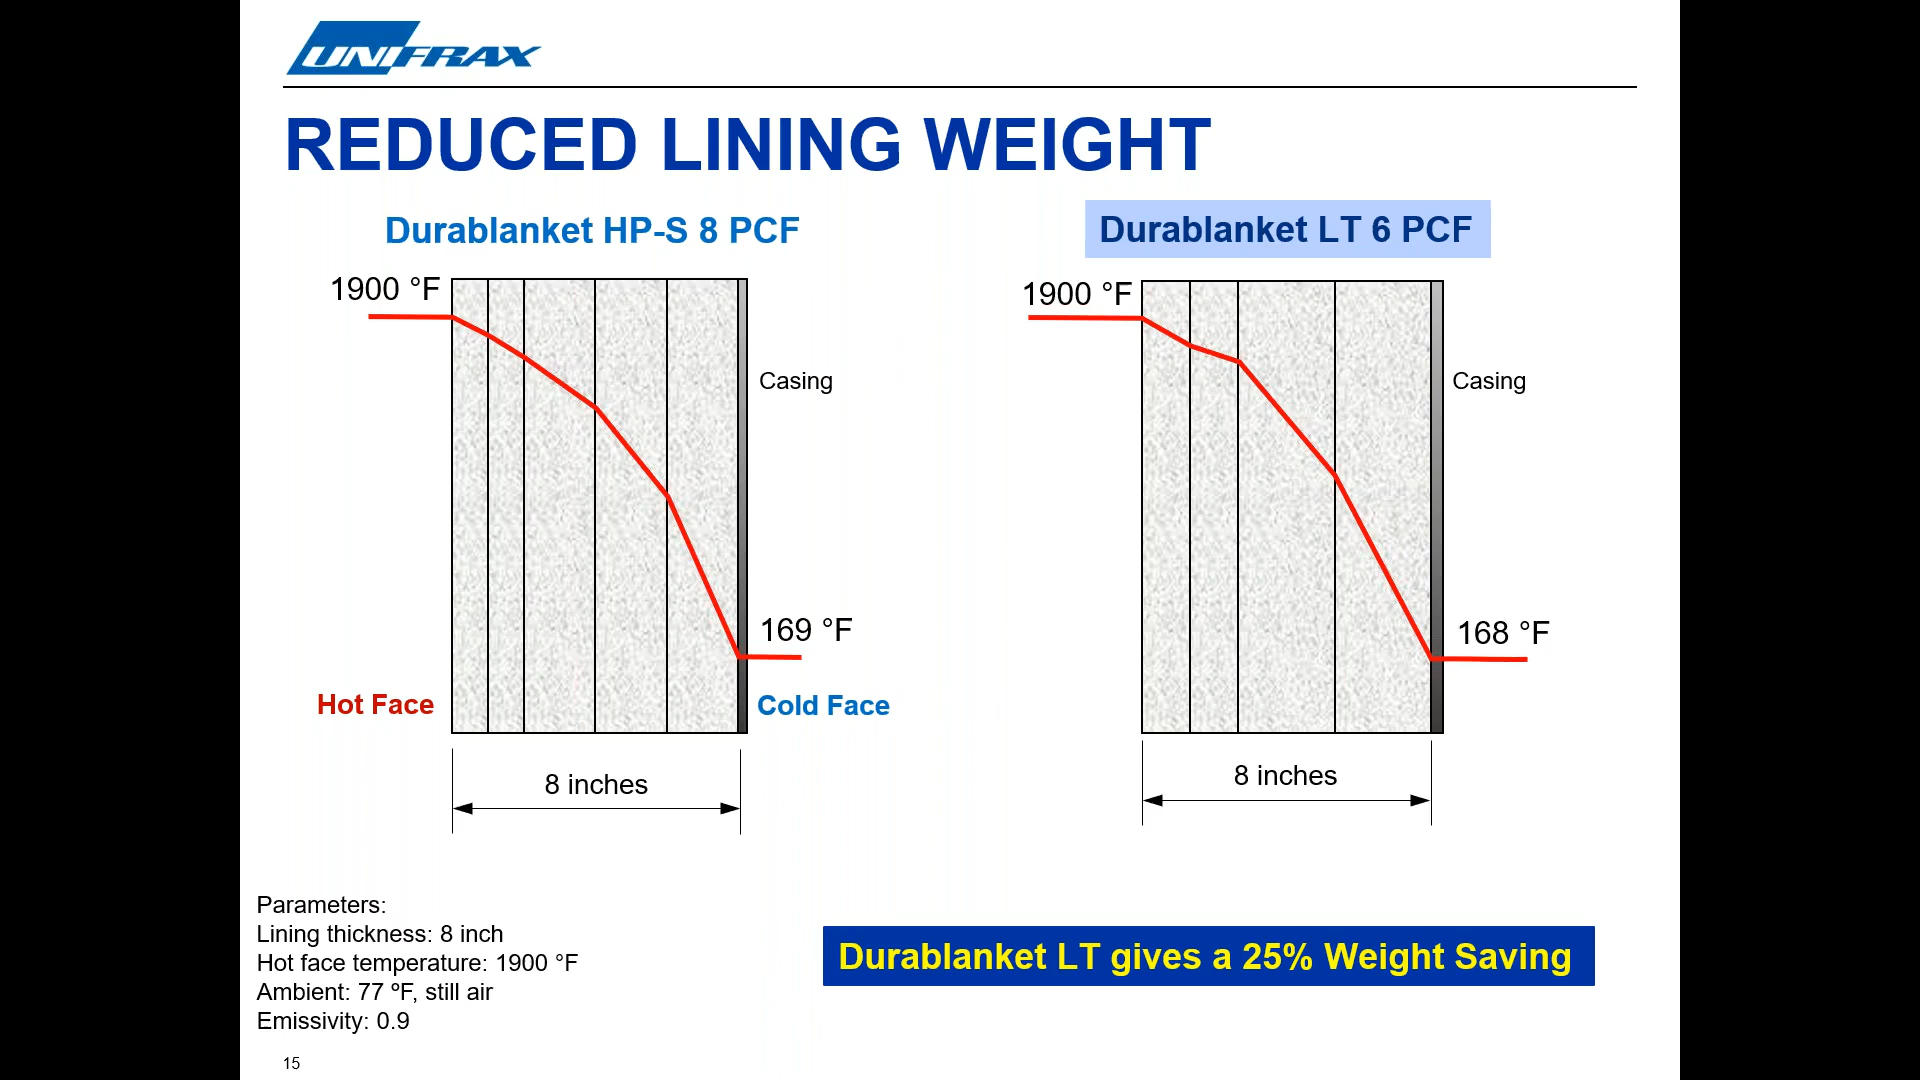 UNIFRAX
REDUCED LINING WEIGHT
Durablanket HP-S 8 PCF
Durablanket LT 6 PCF
1900 °F
1900 °F
Casing
Casing
169 °F
168 °F
Hot Face
Cold Face
8 inches
8 inches
Parameters:
Lining thickness: 8 inch
Hot face temperature: 1900 °F
Ambient: 77 ºF, still air
Emissivity: 0.9
Durablanket LT gives a 25% Weight Saving
15